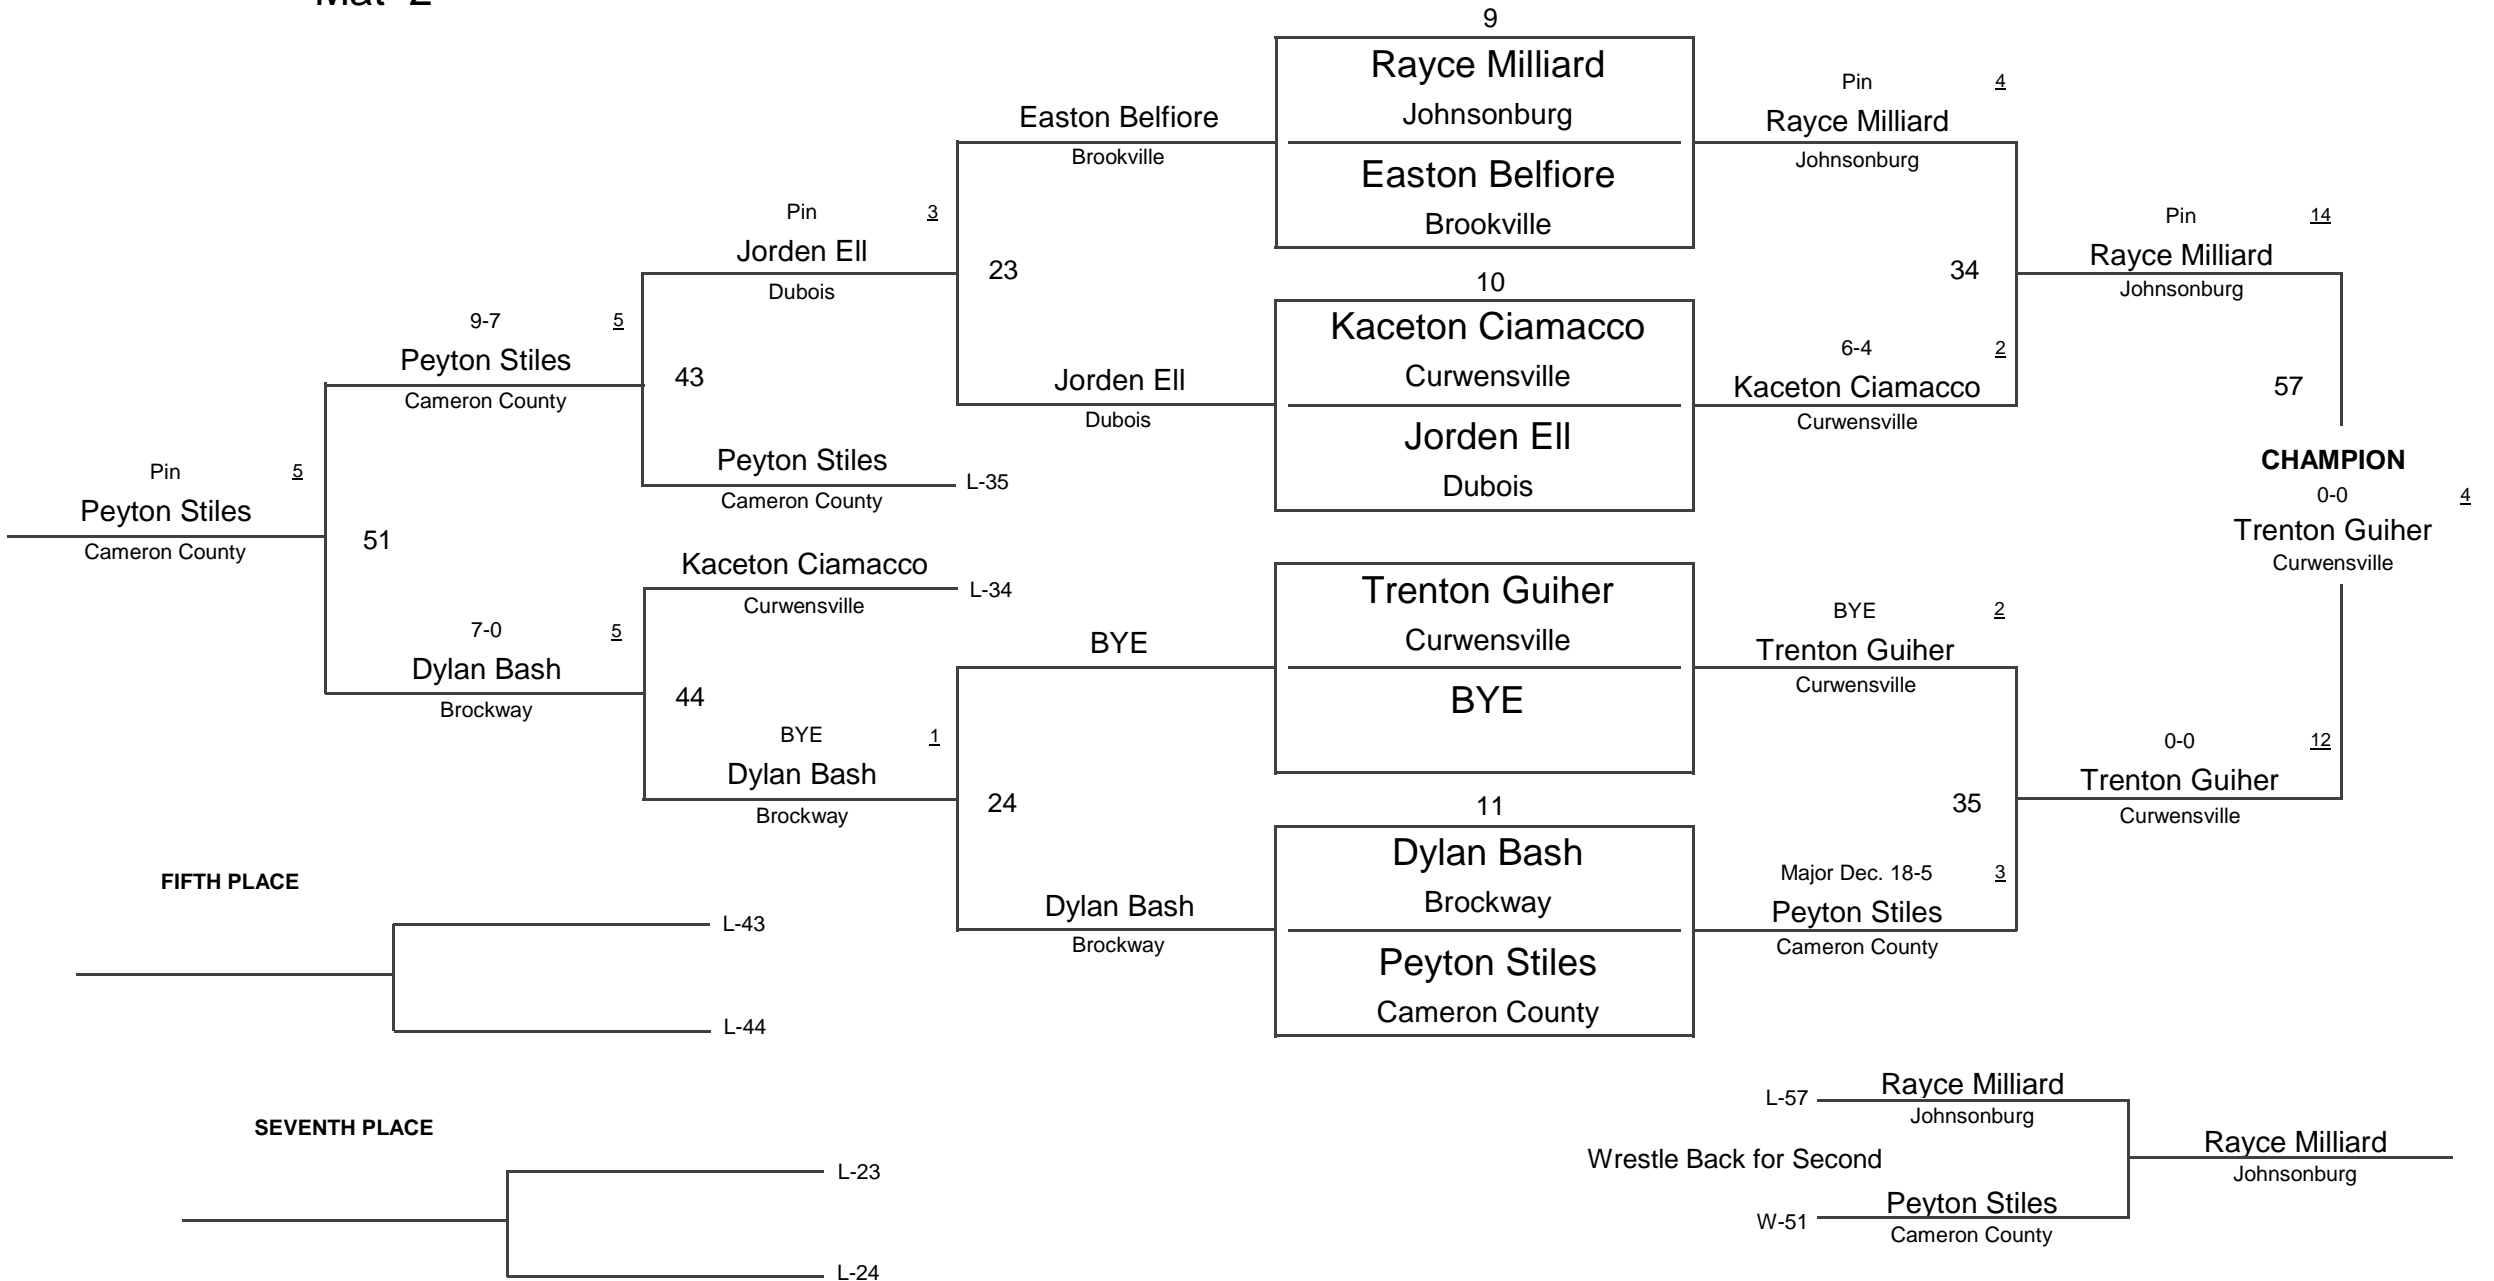 Mat 2
9
Rayce Milliard
Johnsonburg
Easton Belfiore
Brookville
10
Kaceton Ciamacco
Curwensville
Jorden Ell
Dubois
Trenton Guiher
Curwensville
BYE
11
Dylan Bash
Brockway
Peyton Stiles
Cameron County
Pin 4
Rayce Milliard
Johnsonburg
34
6-4 2
Kaceton Ciamacco
Curwensville
BYE 2
Trenton Guiher
Curwensville
35
Major Dec. 18-5 3
Peyton Stiles
Cameron County
Pin 14
Rayce Milliard
Johnsonburg
57
0-0 12
Trenton Guiher
Curwensville
CHAMPION
0-0 4
Trenton Guiher
Curwensville
Easton Belfiore
Brookville
23
Jorden Ell
Dubois
BYE
24
Dylan Bash
Brockway
Pin 3
Jorden Ell
Dubois
43
Peyton Stiles
L-35
Cameron County
Kaceton Ciamacco
L-34
Curwensville
44
BYE 1
Dylan Bash
Brockway
9-7 5
Peyton Stiles
Cameron County
51
7-0 5
Dylan Bash
Brockway
Pin 5
Peyton Stiles
Cameron County
FIFTH PLACE
L-43
L-44
SEVENTH PLACE
L-23
L-24
L-57
Rayce Milliard
Johnsonburg
Wrestle Back for Second
W-51
Peyton Stiles
Cameron County
Rayce Milliard
Johnsonburg